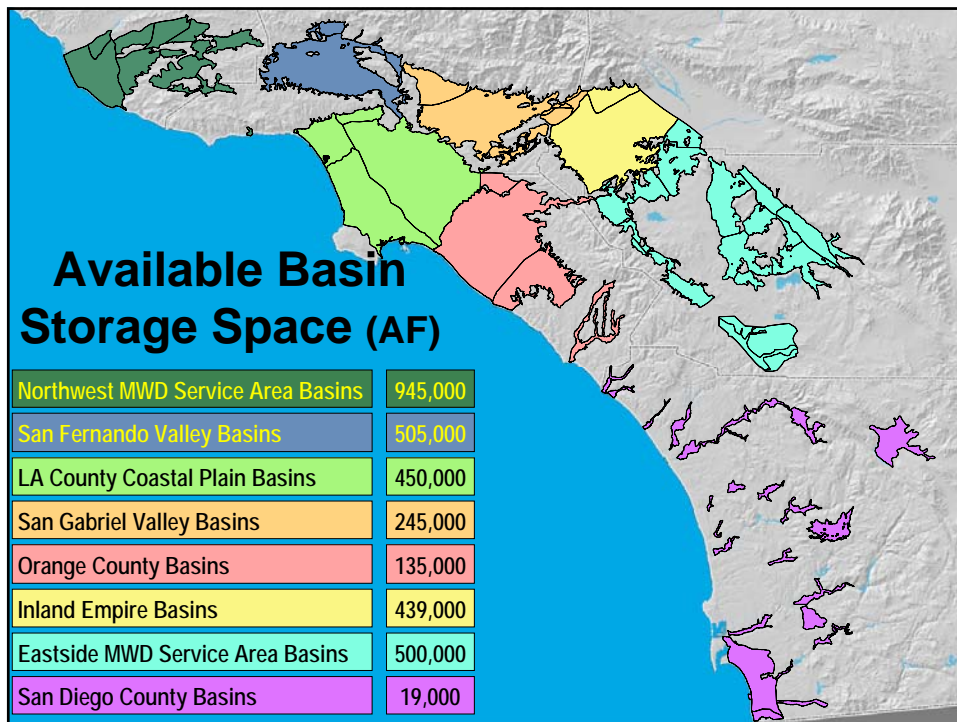 Available Basin
Storage Space (AF)
Northwest MWD Service Area Basins 945,000
San Fernando Valley Basins 505,000
LA County Coastal Plain Basins 450,000
San Gabriel Valley Basins 245,000
Orange County Basins 135,000
Inland Empire Basins 439,000
Eastside MWD Service Area Basins 500,000
San Diego County Basins 19,000